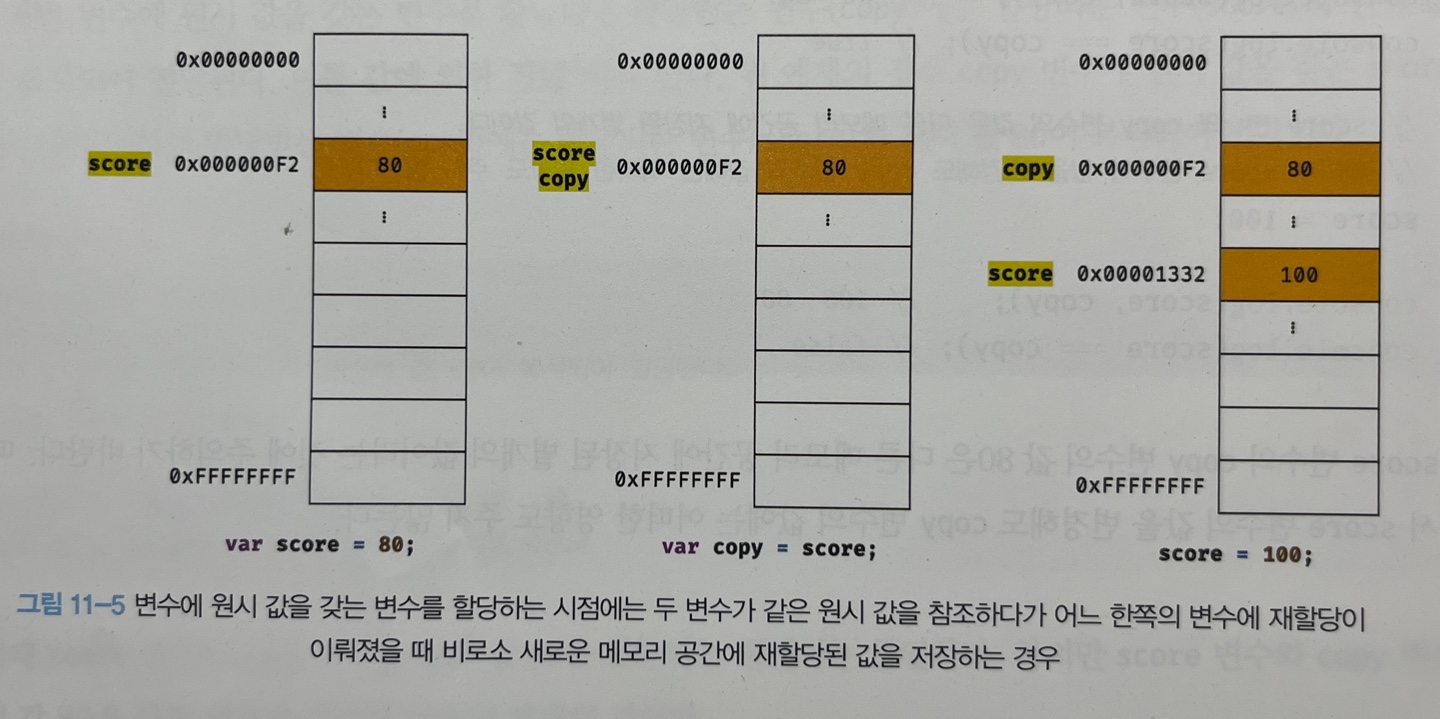 0x00000000
⋮
score 0x000000F2 80
⋮
0xFFFFFFFF
var score = 80;
0x00000000
⋮
score
copy
0x000000F2 80
⋮
0xFFFFFFFF
var copy = score;
0x00000000
⋮
copy 0x000000F2 80
⋮
score 0x00001332 100
⋮
0xFFFFFFFF
score = 100;
그림 11-5 변수에 원시 값을 갖는 변수를 할당하는 시점에는 두 변수가 같은 원시 값을 참조하다가 어느 한쪽의 변수에 재할당이
이뤄졌을 때 비로소 새로운 메모리 공간에 재할당된 값을 저장하는 경우